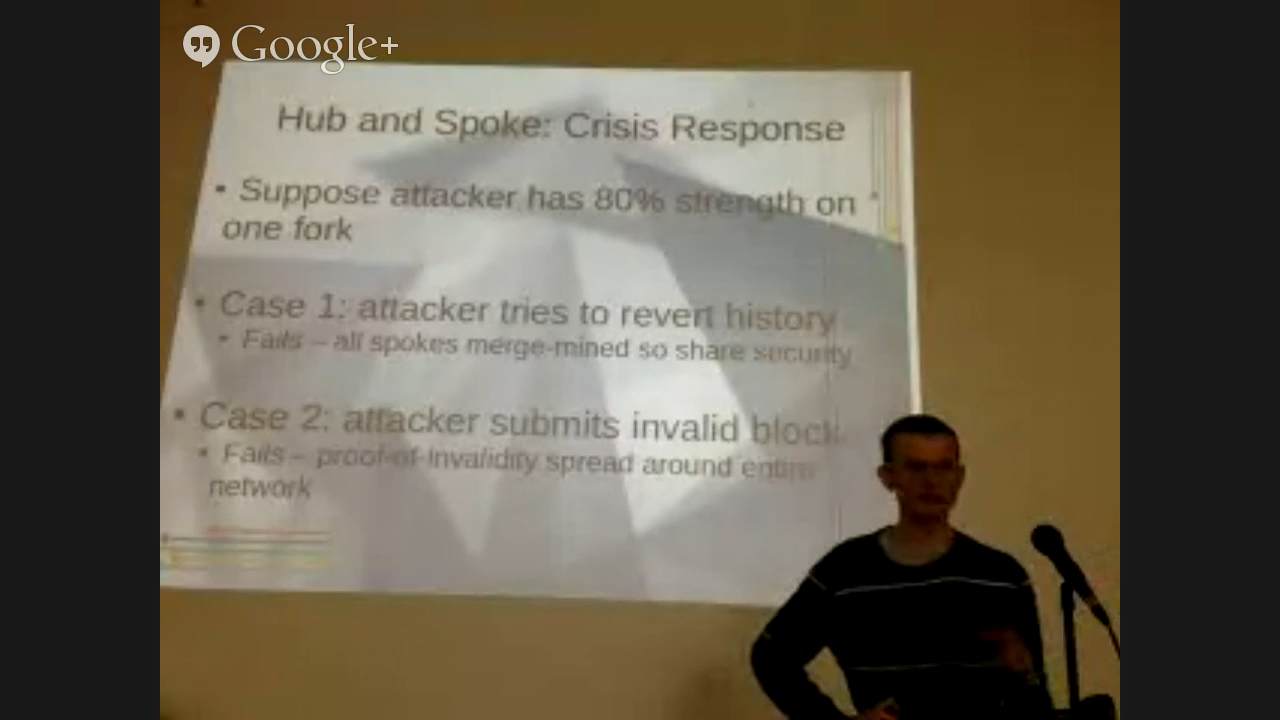 Google+
Hub and Spoke: Crisis Response
• Suppose attacker has 80% strength on
one fork
• Case 1: attacker tries to revert history
• Fails – all spokes merge-mined so share security
• Case 2: attacker submits invalid block
• Fails – proof-of-invalidity spread around entire
network